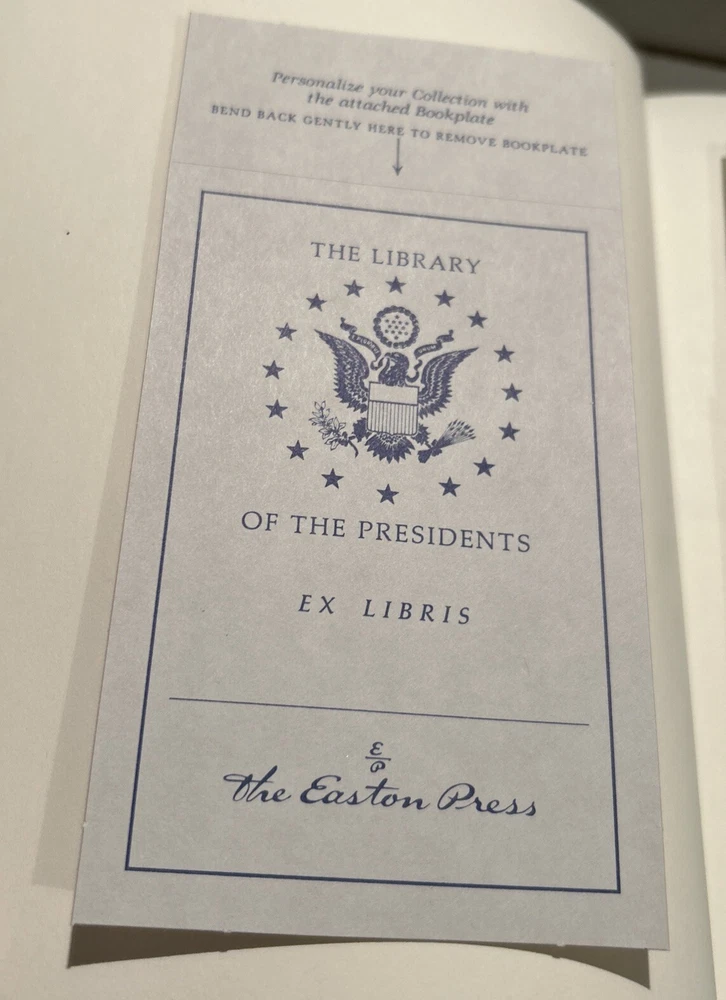 Personalize your Collection with
the attached Bookplate
BEND BACK GENTLY HERE TO REMOVE BOOKPLATE
THE LIBRARY
OF THE PRESIDENTS
EX LIBRIS
E
P
The Easton Press